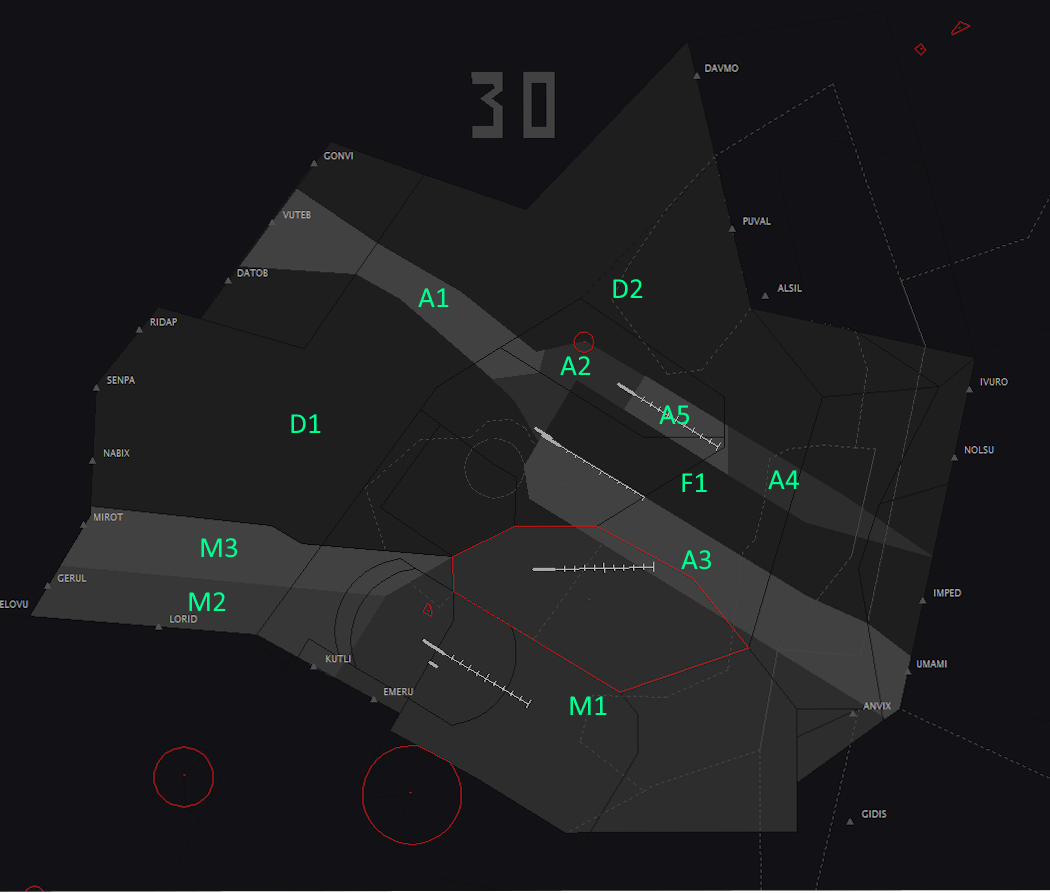 DAVMO
30
GONVI
VUTEB
PUVAL
DATOB
D2
ALSIL
A1
RIDAP
A2
SENPA
IVURO
D1
A5
NABIX
NOLSU
F1
A4
MIROT
M3
A3
GERUL
IMPED
ELOVU
M2
LORID
KUTLI
UMAMI
EMERU
M1
ANVIX
GIDIS